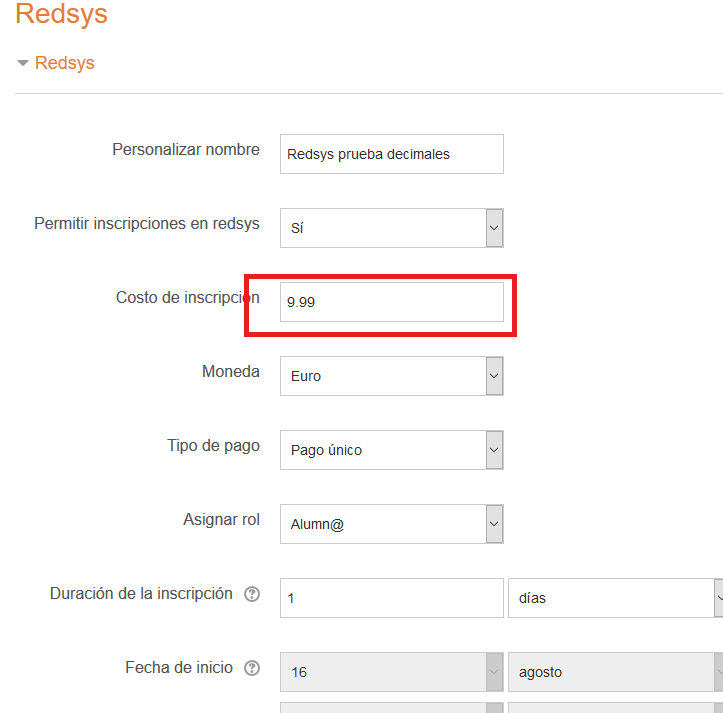 Redsys
Redsys
Personalizar nombre Redsys prueba decimales
Permitir inscripciones en redsys Sí
Costo de inscripción 9.99
Moneda Euro
Tipo de pago Pago único
Asignar rol Alumn@
Duración de la inscripción ? 1 días
Fecha de inicio ? 16 agosto